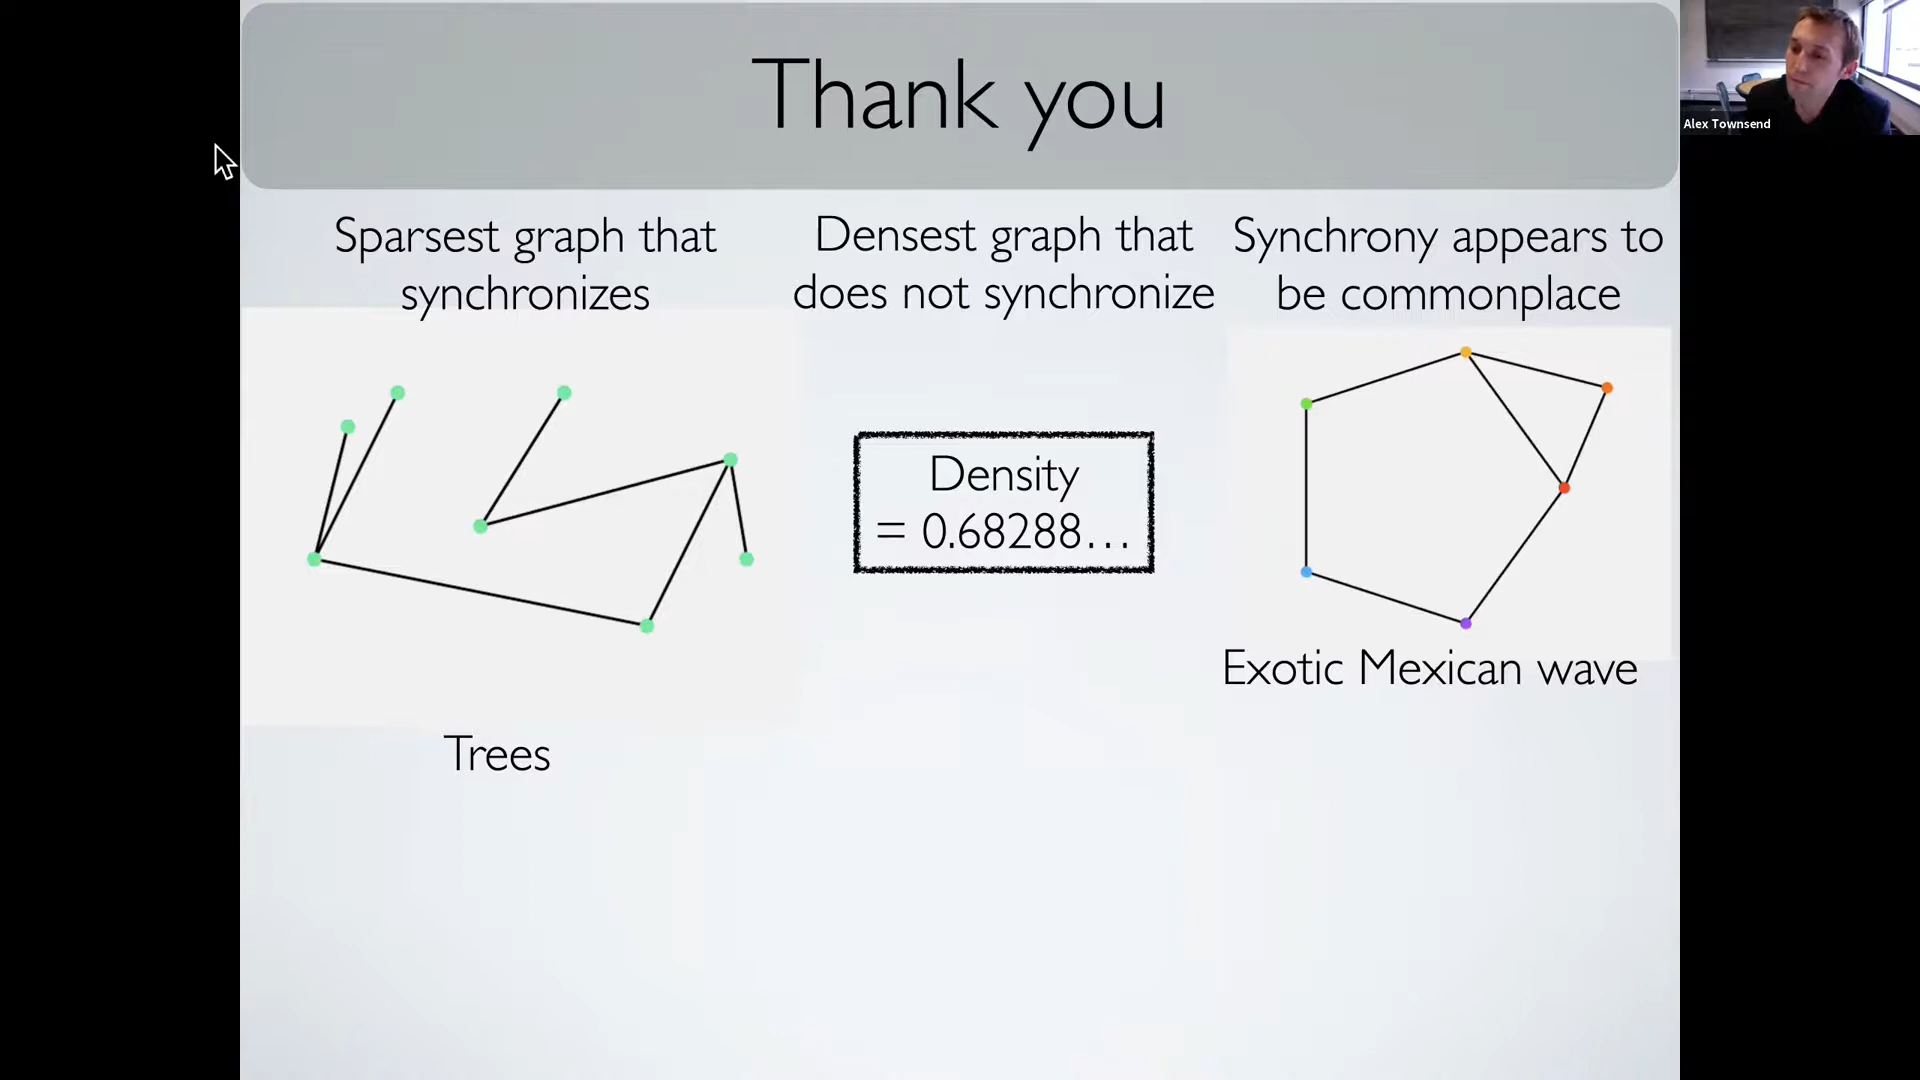 Thank you
Alex Townsend
Sparsest graph that
synchronizes
Densest graph that
does not synchronize
Synchrony appears to
be commonplace
Density
= 0.68288...
Exotic Mexican wave
Trees